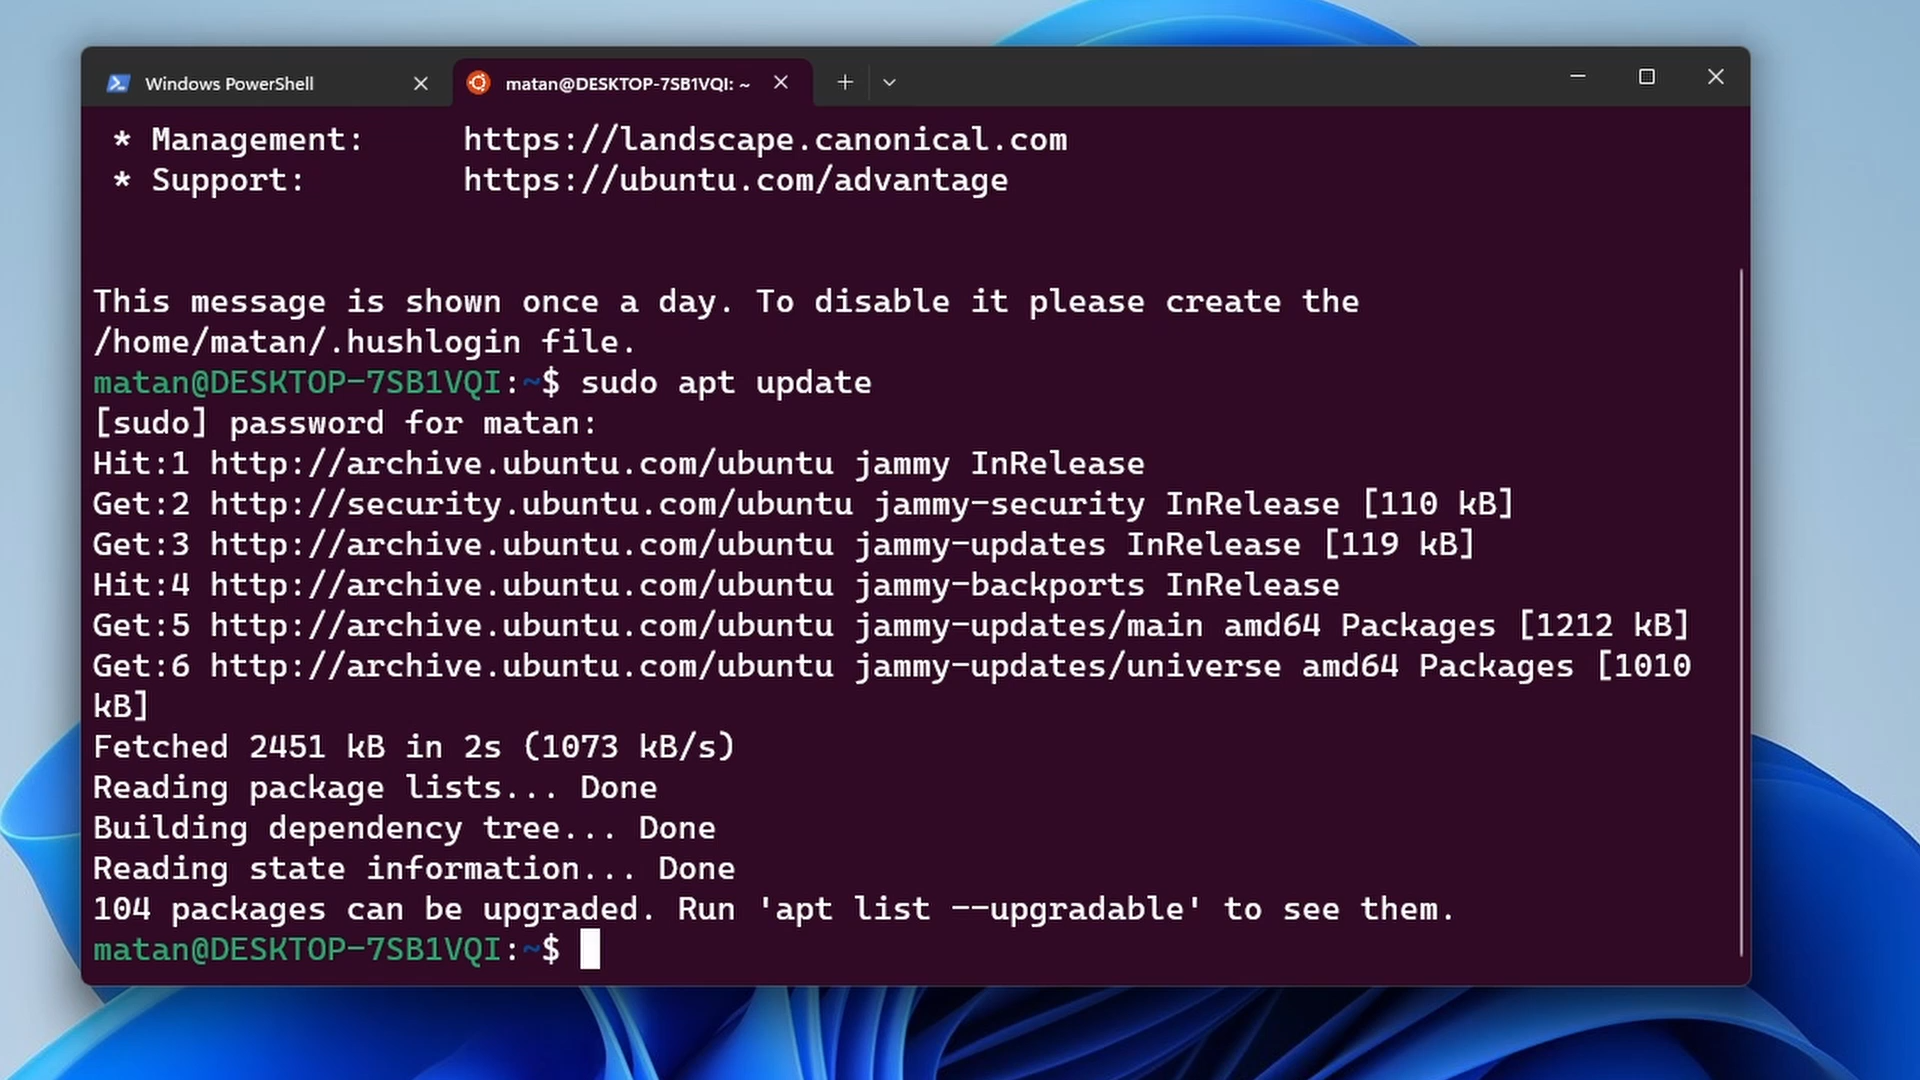 Windows PowerShell
matan@DESKTOP-7SB1VQI: ~
* Management: https://landscape.canonical.com
* Support: https://ubuntu.com/advantage
This message is shown once a day. To disable it please create the
/home/matan/.hushlogin file.
matan@DESKTOP-7SB1VQI:~$ sudo apt update
[sudo] password for matan:
Hit:1 http://archive.ubuntu.com/ubuntu jammy InRelease
Get:2 http://security.ubuntu.com/ubuntu jammy-security InRelease [110 kB]
Get:3 http://archive.ubuntu.com/ubuntu jammy-updates InRelease [119 kB]
Hit:4 http://archive.ubuntu.com/ubuntu jammy-backports InRelease
Get:5 http://archive.ubuntu.com/ubuntu jammy-updates/main amd64 Packages [1212 kB]
Get:6 http://archive.ubuntu.com/ubuntu jammy-updates/universe amd64 Packages [1010
kB]
Fetched 2451 kB in 2s (1073 kB/s)
Reading package lists... Done
Building dependency tree... Done
Reading state information... Done
104 packages can be upgraded. Run 'apt list --upgradable' to see them.
matan@DESKTOP-7SB1VQI:~$